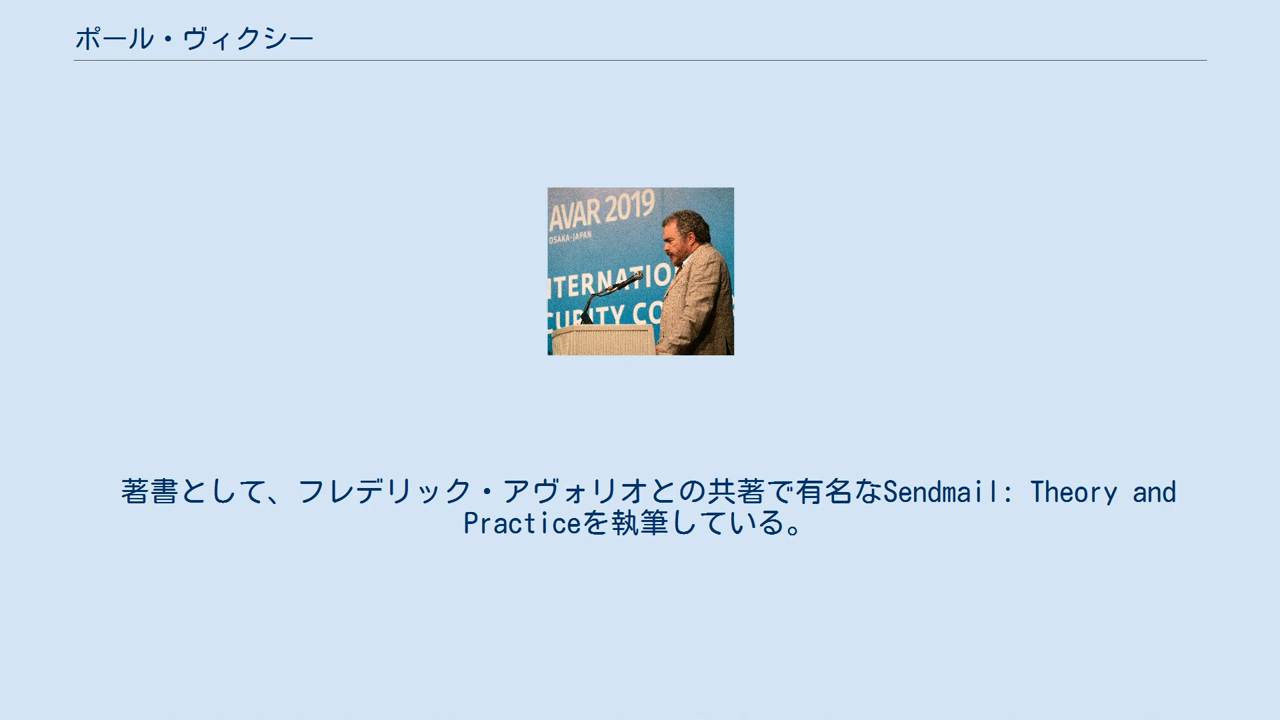 ポール・ヴィクシー
AVAR 2019
OSAKA-JAPAN
NTERNATIO
CURITY CO
著書として、フレデリック・アヴォリオとの共著で有名なSendmail: Theory and
Practiceを執筆している。